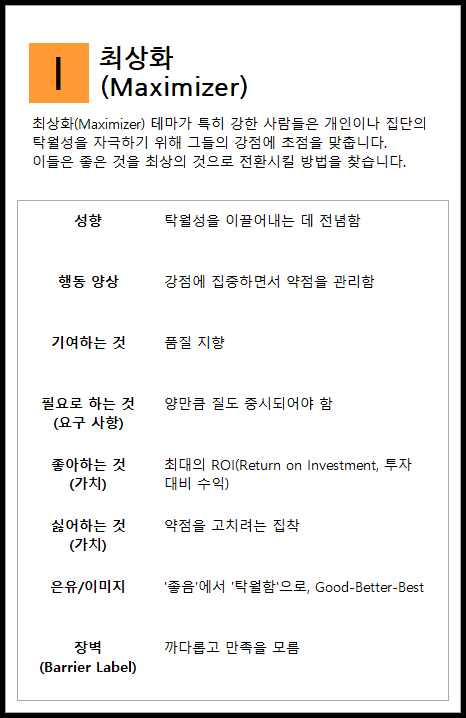 I
최상화
(Maximizer)
최상화(Maximizer) 테마가 특히 강한 사람들은 개인이나 집단의
탁월성을 자극하기 위해 그들의 강점에 초점을 맞춥니다.
이들은 좋은 것을 최상의 것으로 전환시킬 방법을 찾습니다.
성향 탁월성을 이끌어내는 데 전념함
행동 양상 강점에 집중하면서 약점을 관리함
기여하는 것 품질 지향
필요로 하는 것 양만큼 질도 중시되어야 함
(요구 사항)
좋아하는 것 최대의 ROI(Return on Investment, 투자
(가치) 대비 수익)
싫어하는 것 약점을 고치려는 집착
(가치)
은유/이미지 '좋음'에서 '탁월함'으로, Good-Better-Best
장벽 까다롭고 만족을 모름
(Barrier Label)